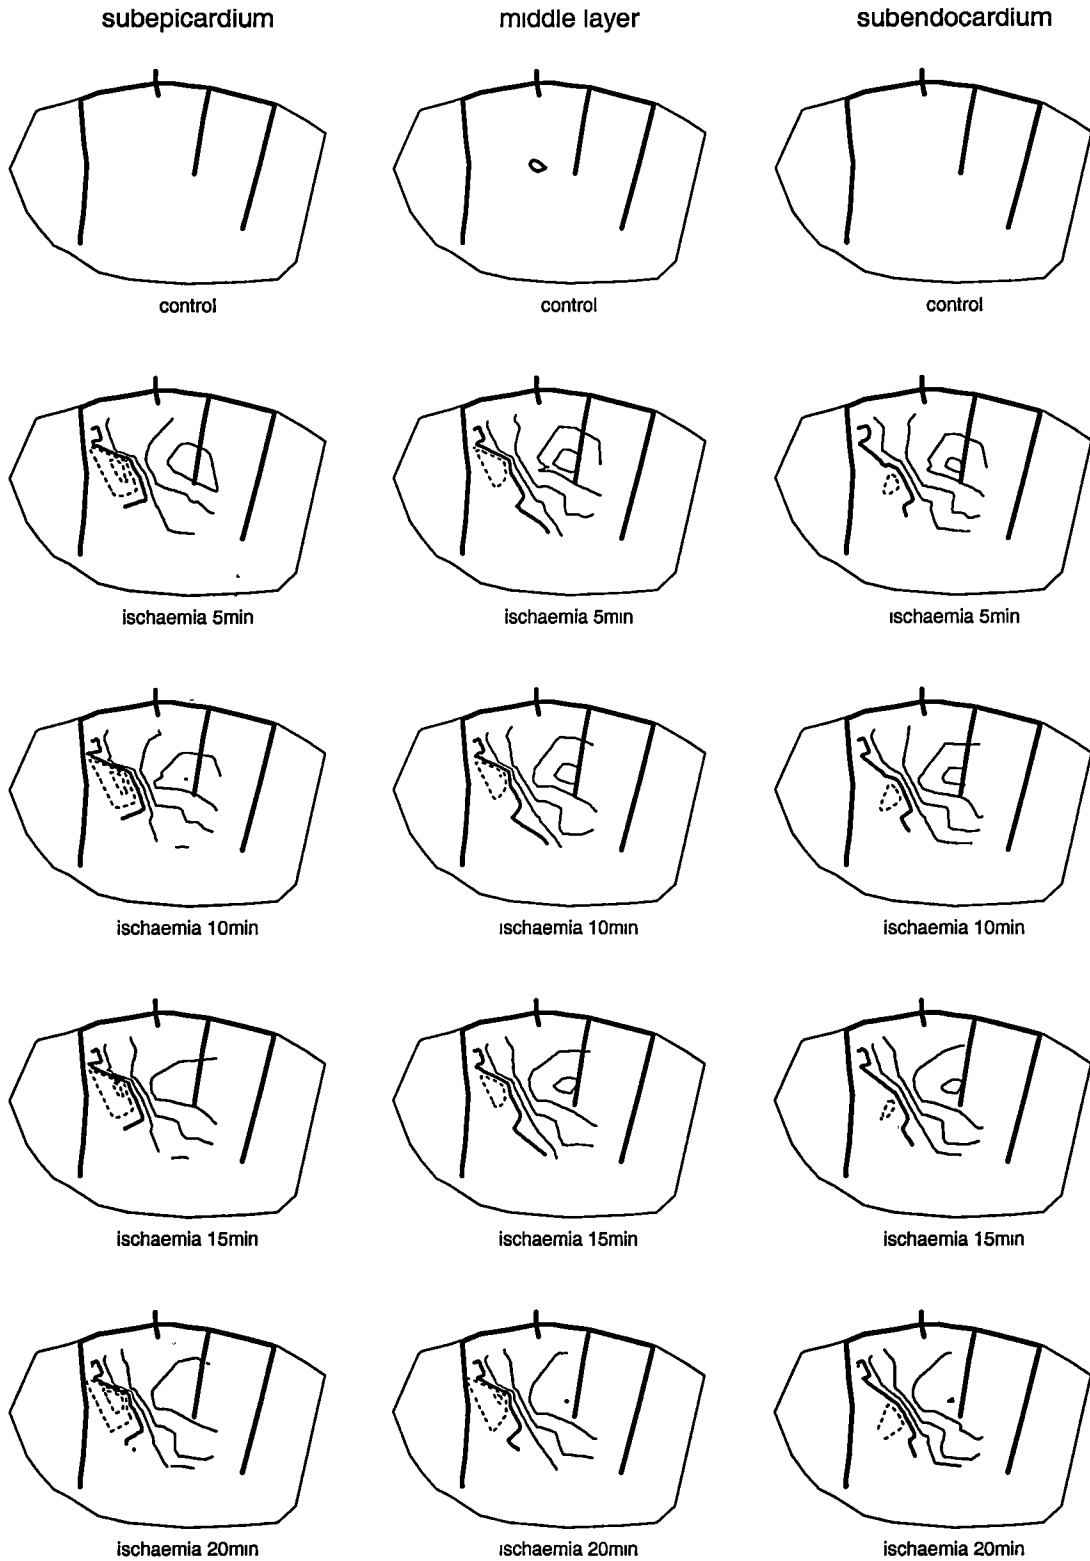 subepicardium middle layer subendocardium
control control control
ischaemia 5min ischaemia 5min ischaemia 5min
ischaemia 10min ischaemia 10min ischaemia 10min
ischaemia 15min ischaemia 15min ischaemia 15min
ischaemia 20min ischaemia 20min ischaemia 20min